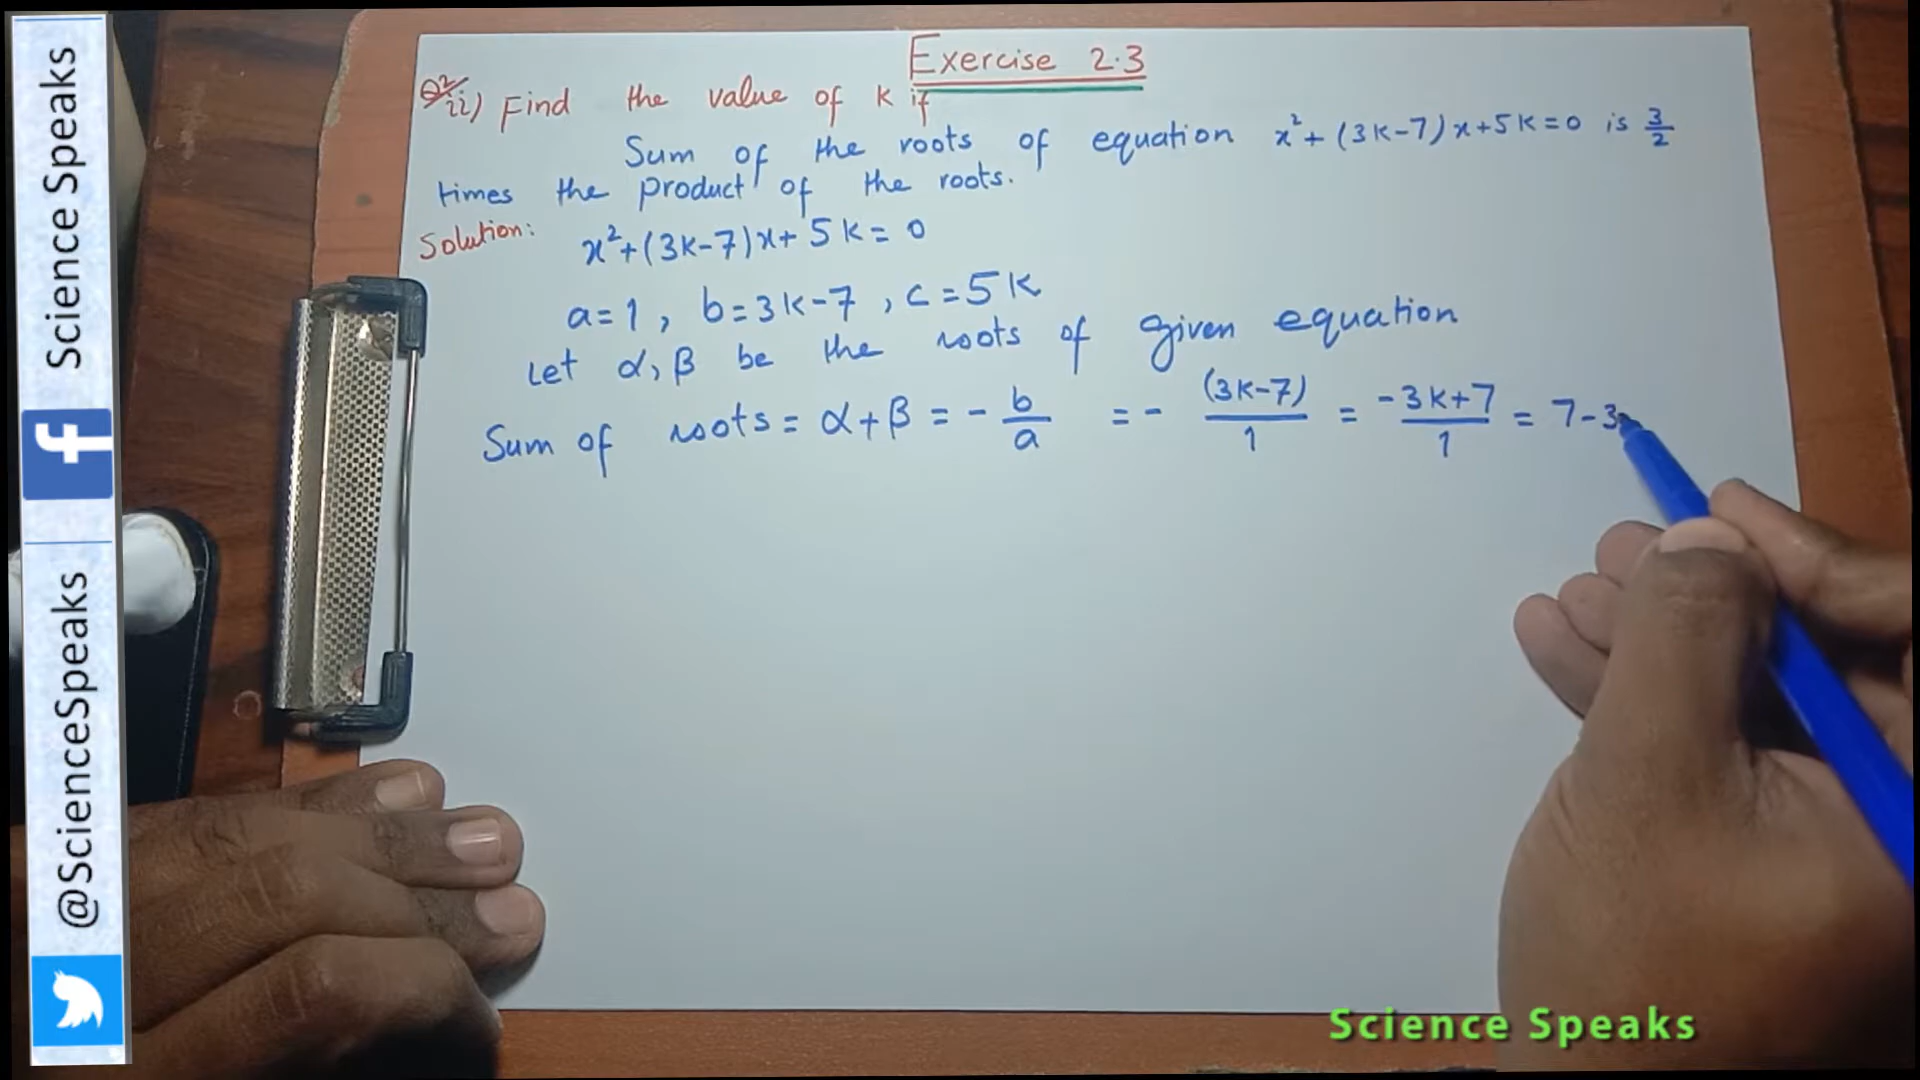 Science Speaks
f
@ScienceSpeaks
Exercise 2.3
Q2 ii) Find the value of k if
Sum of the roots of equation x²+(3k-7)x+5k=0 is 3/2
times the product of the roots.
Solution: x²+(3k-7)x+5k=0
a=1, b=3k-7, c=5k
Let α, β be the roots of given equation
Sum of roots = α+β = - b/a = - (3k-7)/1 = -3k+7/1 = 7-3
Science Speaks